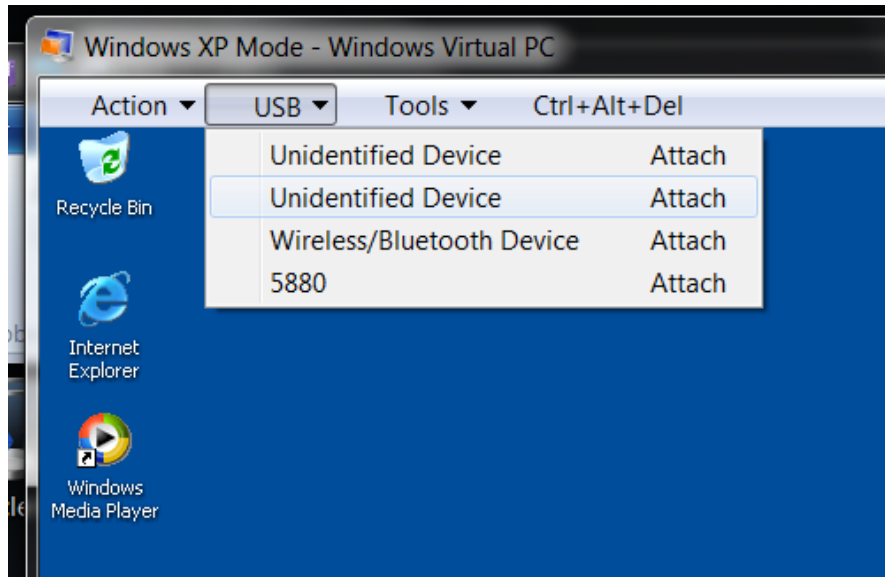 Windows XP Mode - Windows Virtual PC
Action USB Tools Ctrl+Alt+Del
Unidentified Device Attach
Unidentified Device Attach
Wireless/Bluetooth Device Attach
5880 Attach
Recycle Bin
Internet
Explorer
Windows
Media Player